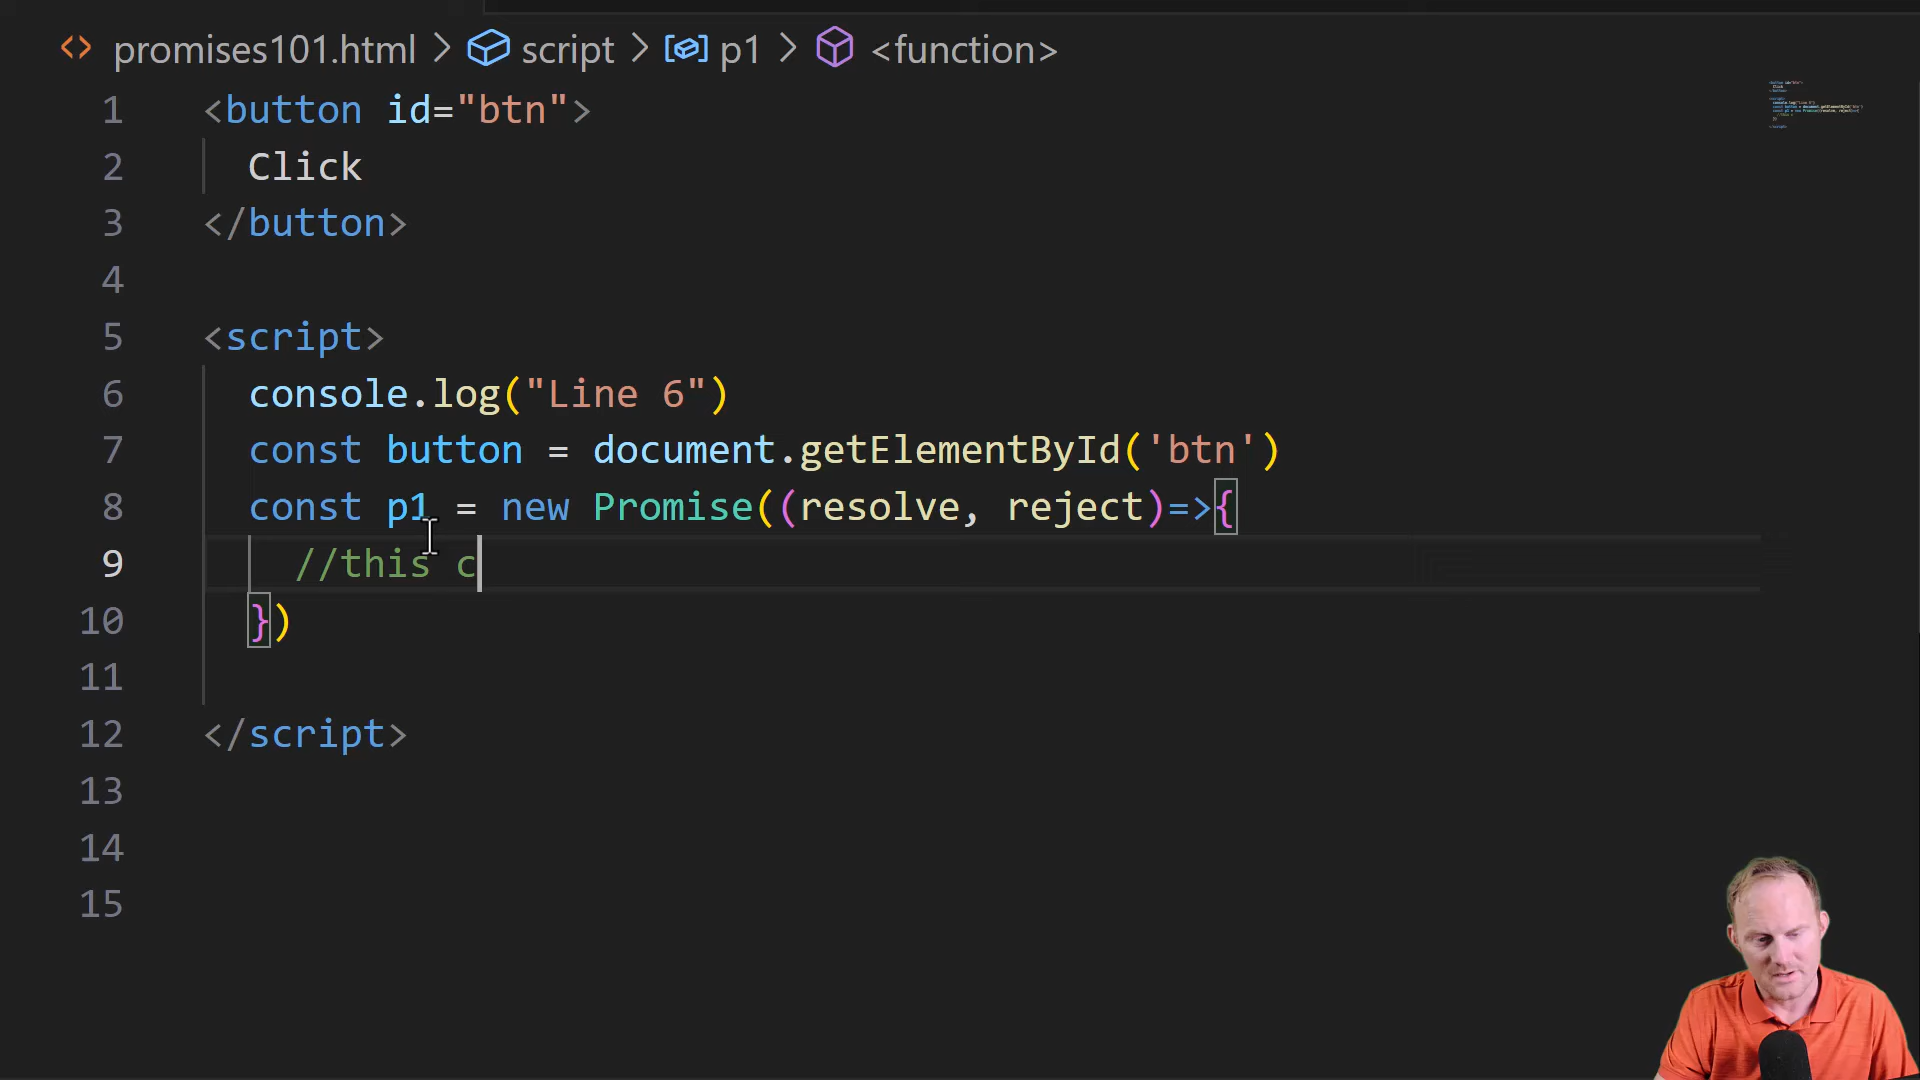 promises101.html > script > p1 > <function>
1 <button id="btn">
2 Click
3 </button>
4
5 <script>
6 console.log("Line 6")
7 const button = document.getElementById('btn')
8 const p1 = new Promise((resolve, reject)=>{
9 //this c
10 })
11
12 </script>
13
14
15